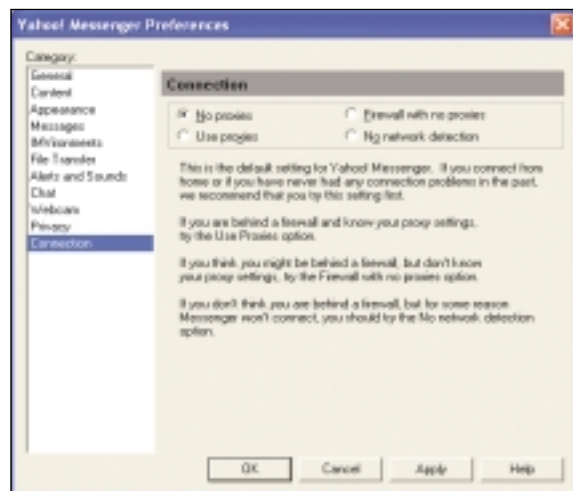 Yahoo! Messenger Preferences
Category:
General
Content
Appearance
Messages
IMVironments
File Transfer
Alerts and Sounds
Chat
Webcam
Privacy
Connection
Connection
No proxies
Firewall with no proxies
Use proxies
No network detection
This is the default setting for Yahoo! Messenger. If you connect from
home or if you have never had any connection problems in the past,
we recommend that you try this setting first.
If you are behind a firewall and know your proxy settings,
try the Use Proxies option.
If you think you might be behind a firewall, but don't know
your proxy settings, try the Firewall with no proxies option.
If you don't think you are behind a firewall, but for some reason
Messenger won't connect, you should try the No network detection
option.
OK
Cancel
Apply
Help